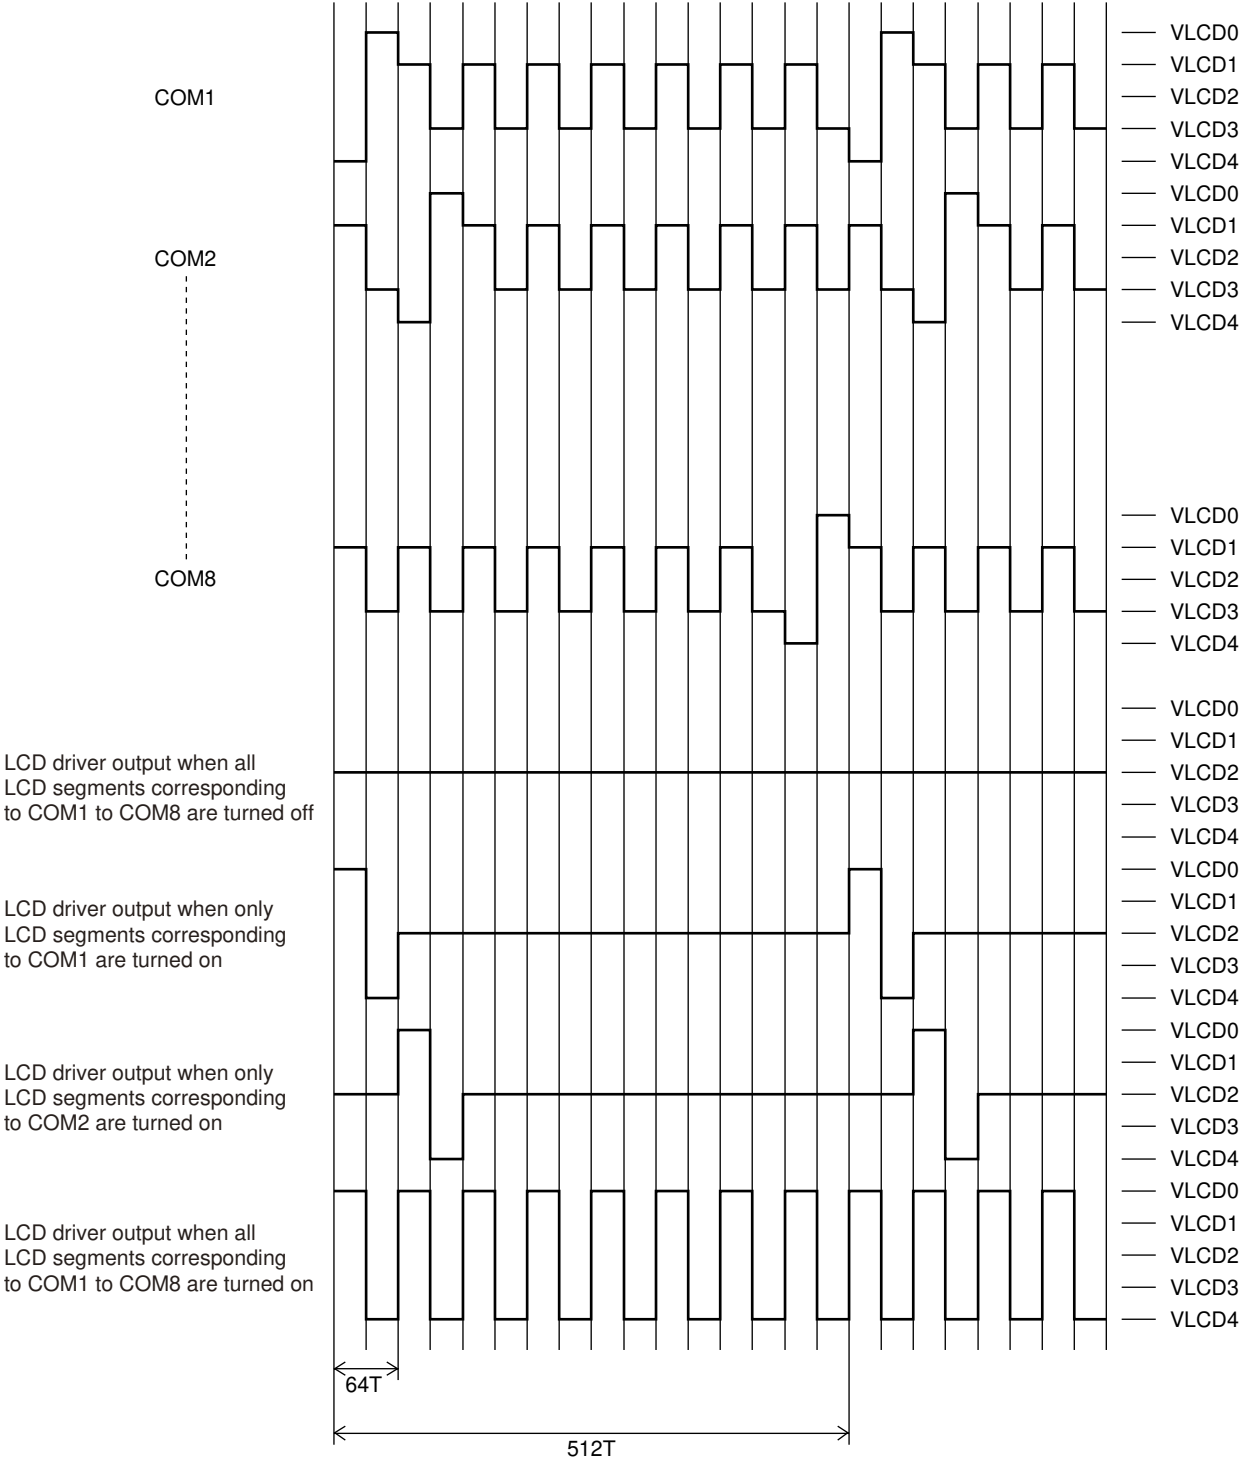 VLCD0
VLCD1
COM1
VLCD2
VLCD3
VLCD4
VLCD0
VLCD1
COM2
VLCD2
VLCD3
VLCD4
VLCD0
VLCD1
COM8
VLCD2
VLCD3
VLCD4
VLCD0
VLCD1
LCD driver output when all
LCD segments corresponding
to COM1 to COM8 are turned off
VLCD2
VLCD3
VLCD4
VLCD0
VLCD1
LCD driver output when only
LCD segments corresponding
to COM1 are turned on
VLCD2
VLCD3
VLCD4
VLCD0
VLCD1
LCD driver output when only
LCD segments corresponding
to COM2 are turned on
VLCD2
VLCD3
VLCD4
VLCD0
VLCD1
LCD driver output when all
LCD segments corresponding
to COM1 to COM8 are turned on
VLCD2
VLCD3
VLCD4
64T
512T